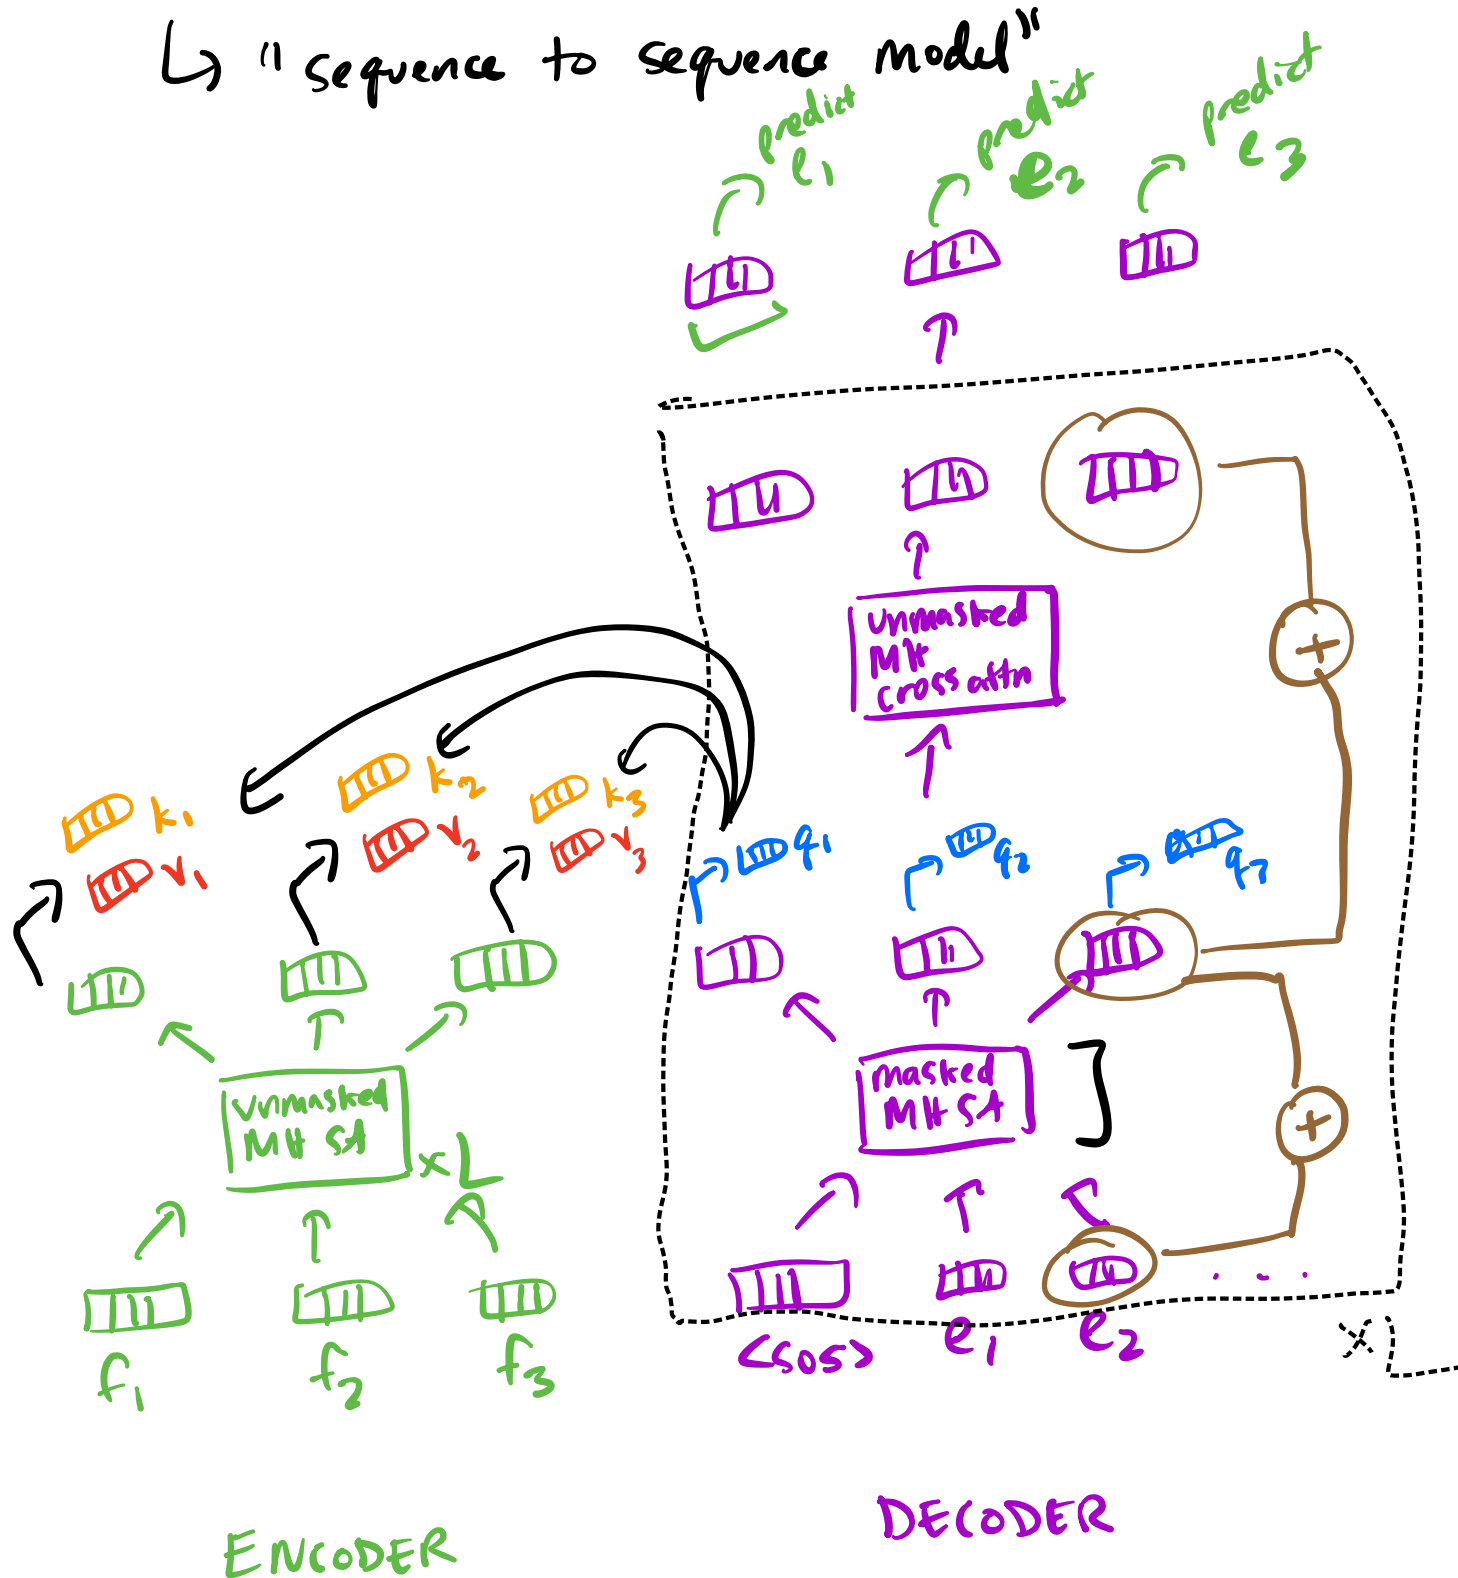 ↳ "sequence to sequence model"
predict e₁
predict e₂
predict e₃
unmasked
MH
cross attn
k₁
v₁
k₂
v₂
k₃
v₃
q₁
q₂
q₃
unmasked
MH SA
x L
masked
MH SA
+
+
f₁
f₂
f₃
<sos>
e₁
e₂
. . .
x L
ENCODER
DECODER